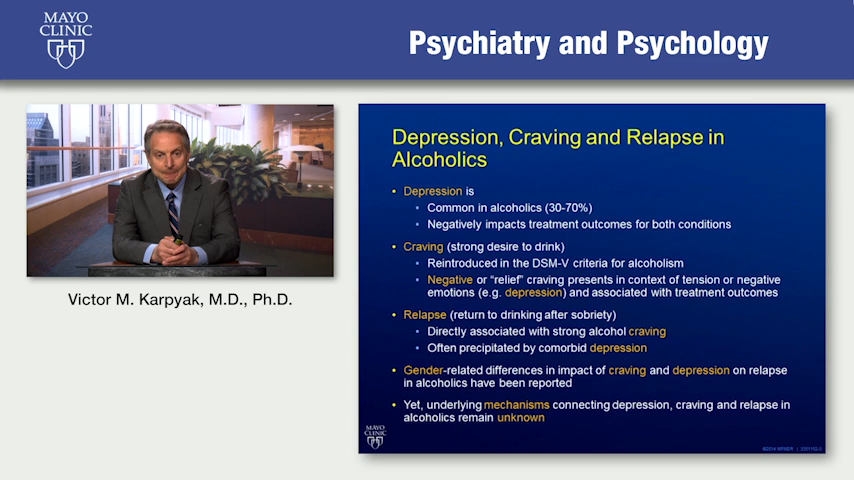 MAYO
CLINIC
Psychiatry and Psychology
Victor M. Karpyak, M.D., Ph.D.
Depression, Craving and Relapse in
Alcoholics
• Depression is
• Common in alcoholics (30-70%)
• Negatively impacts treatment outcomes for both conditions
• Craving (strong desire to drink)
• Reintroduced in the DSM-V criteria for alcoholism
• Negative or “relief” craving presents in context of tension or negative
emotions (e.g. depression) and associated with treatment outcomes
• Relapse (return to drinking after sobriety)
• Directly associated with strong alcohol craving
• Often precipitated by comorbid depression
• Gender-related differences in impact of craving and depression on relapse
in alcoholics have been reported
• Yet, underlying mechanisms connecting depression, craving and relapse in
alcoholics remain unknown
MAYO
CLINIC